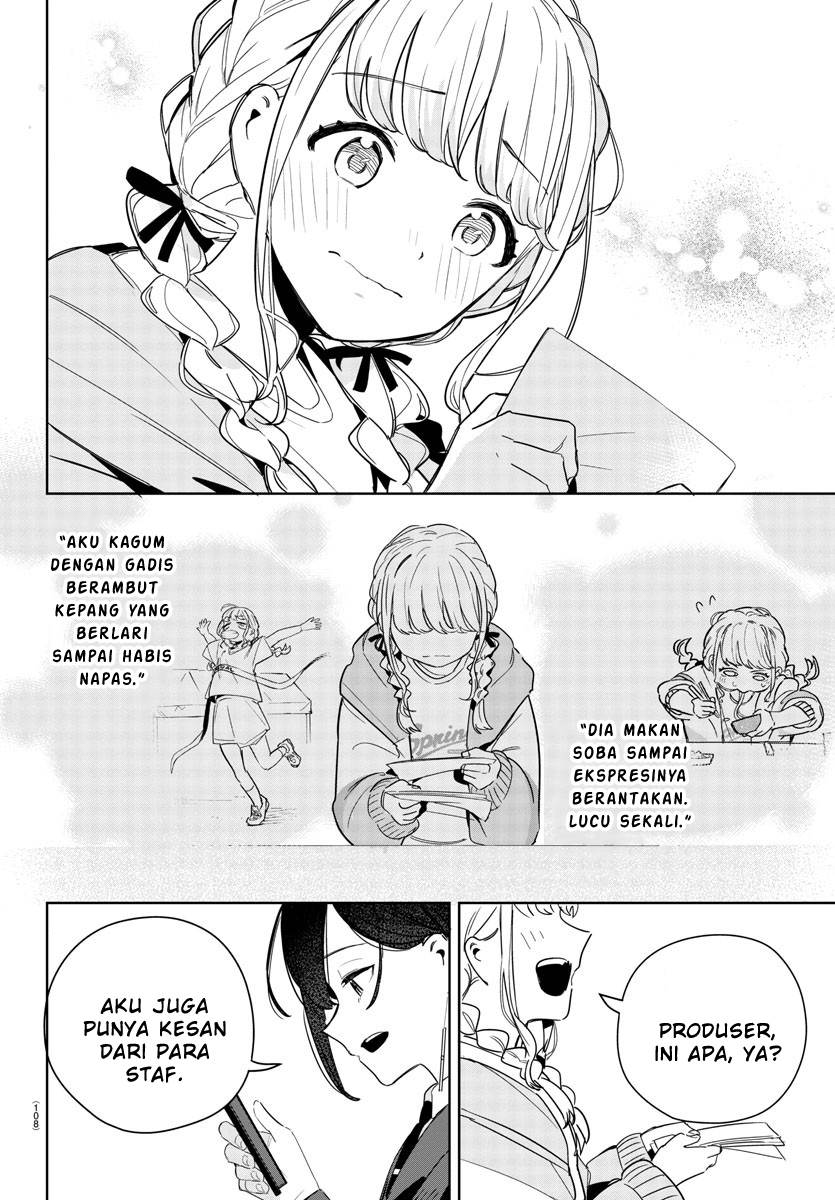 "AKU KAGUM
DENGAN GADIS
BERAMBUT
KEPANG YANG
BERLARI
SAMPAI HABIS
NAPAS."
Sprin
"DIA MAKAN
SOBA SAMPAI
EKSPRESINYA
BERANTAKAN.
LUCU SEKALI."
PRODUSER,
INI APA, YA?
AKU JUGA
PUNYA KESAN
DARI PARA
STAF.
(108)